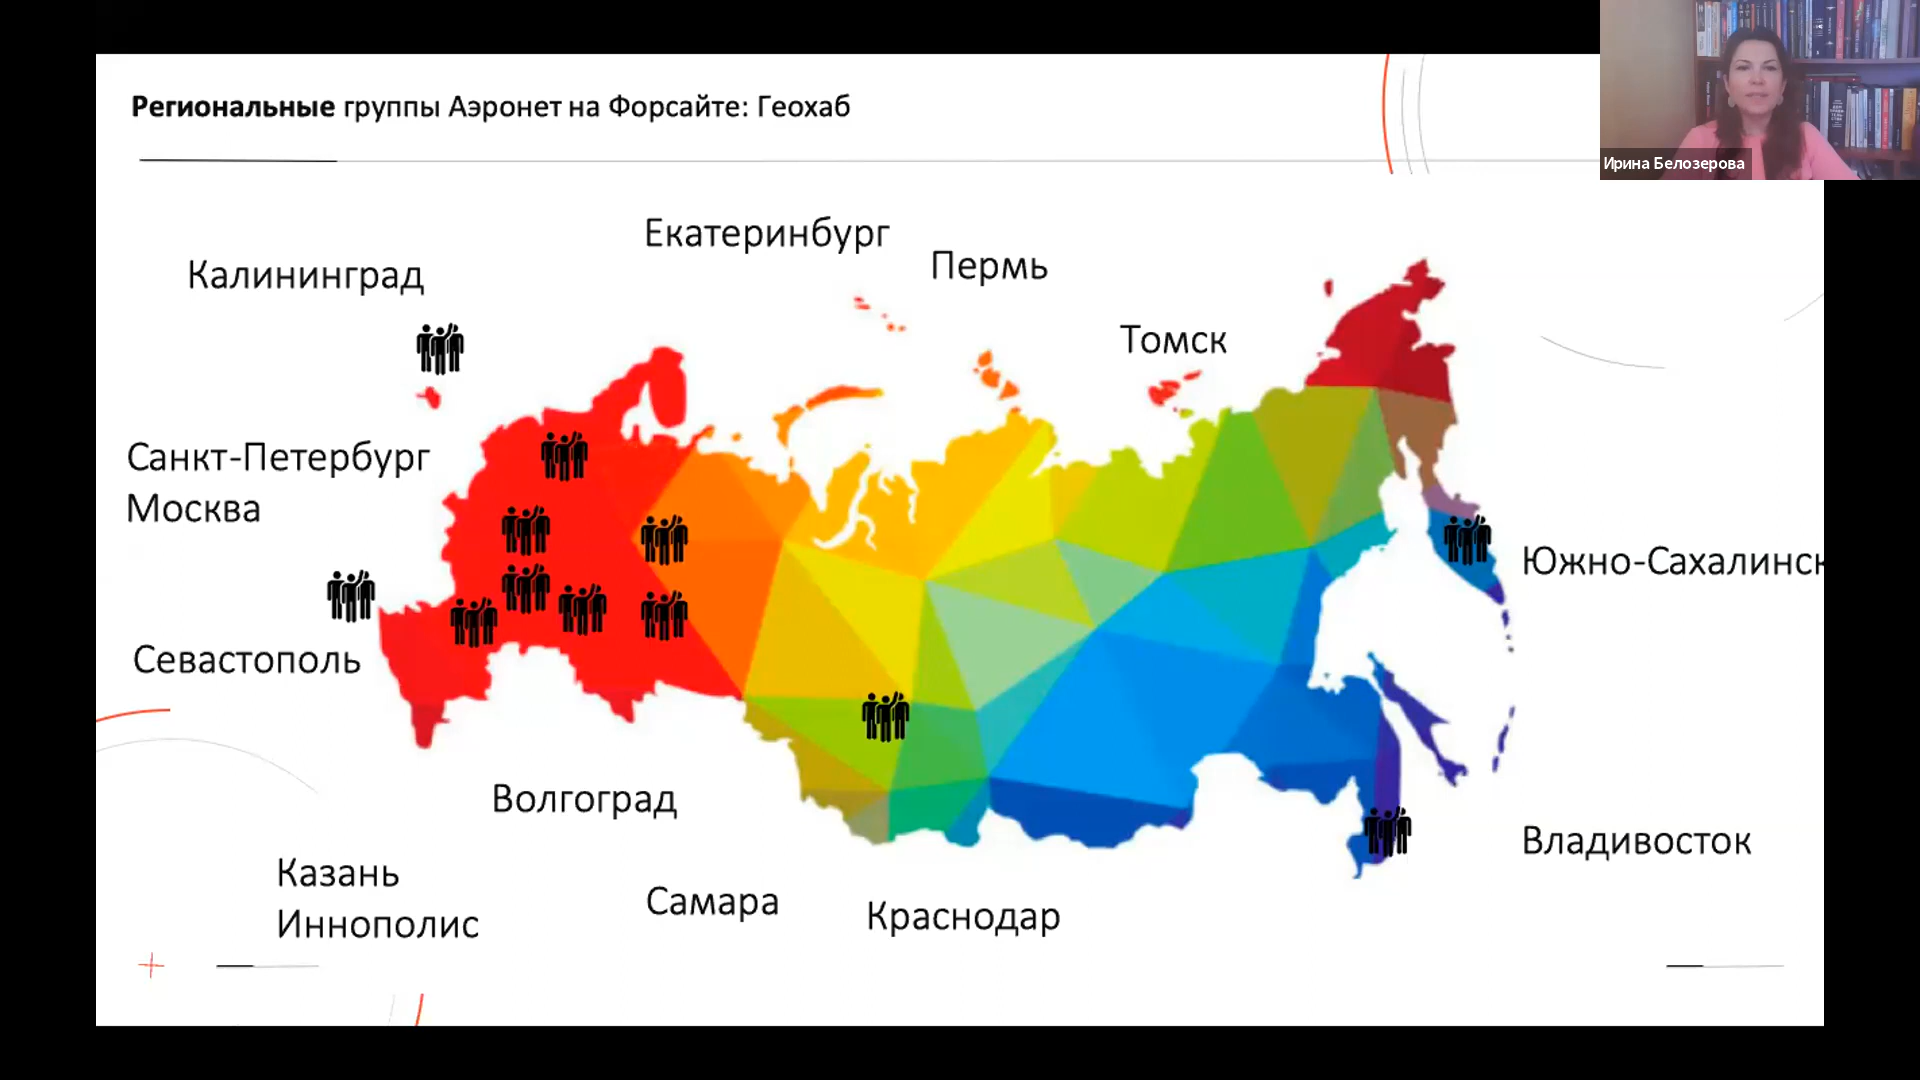 Региональные группы Аэронет на Форсайте: Геохаб
Ирина Белозерова
Екатеринбург
Пермь
Калининград
Томск
Санкт-Петербург
Москва
Южно-Сахалинск
Севастополь
Волгоград
Владивосток
Казань
Иннополис
Самара
Краснодар